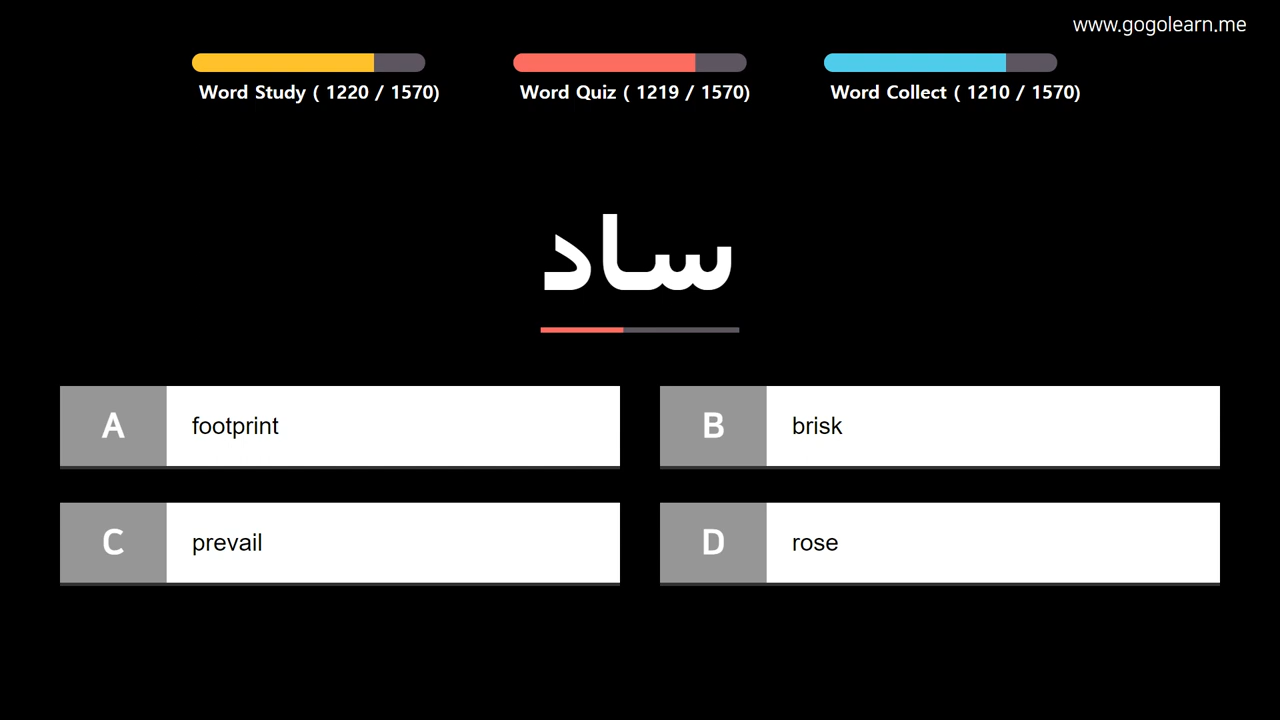 www.gogolearn.me
Word Study ( 1220 / 1570)
Word Quiz ( 1219 / 1570)
Word Collect ( 1210 / 1570)
ساد
A footprint
B brisk
C prevail
D rose